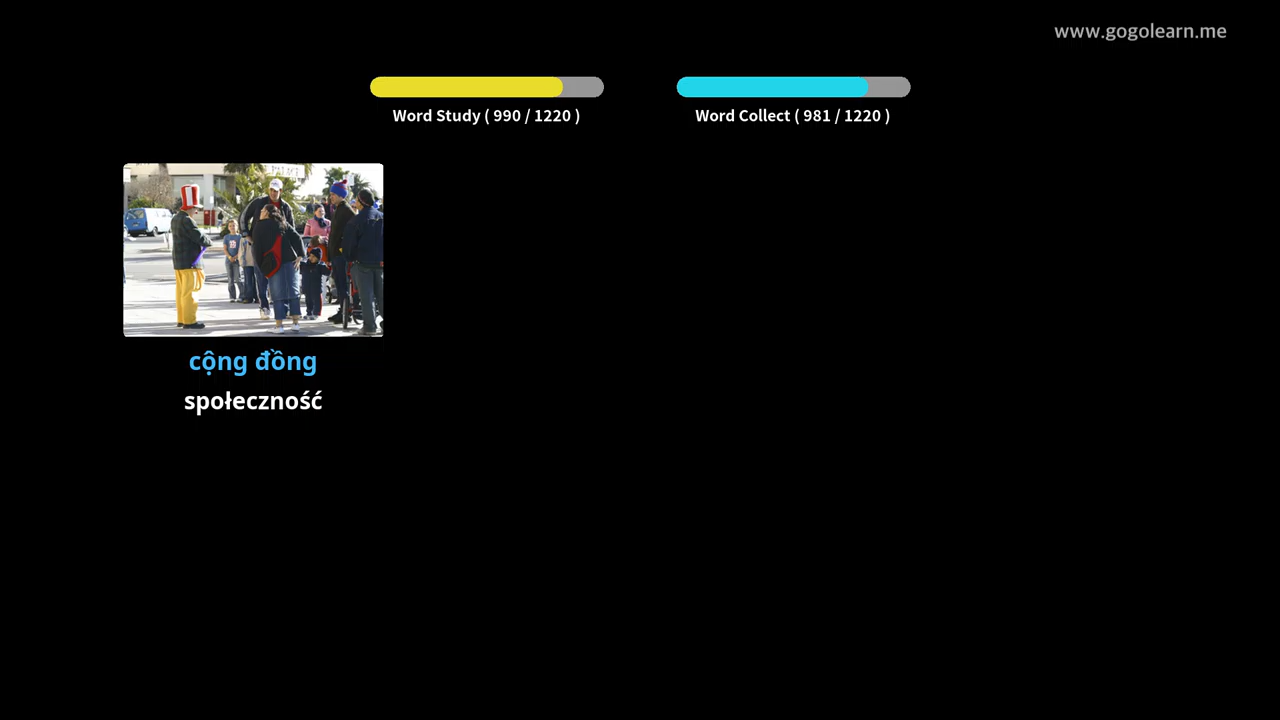 www.gogolearn.me
Word Study ( 990 / 1220 )
Word Collect ( 981 / 1220 )
cộng đồng
społeczność